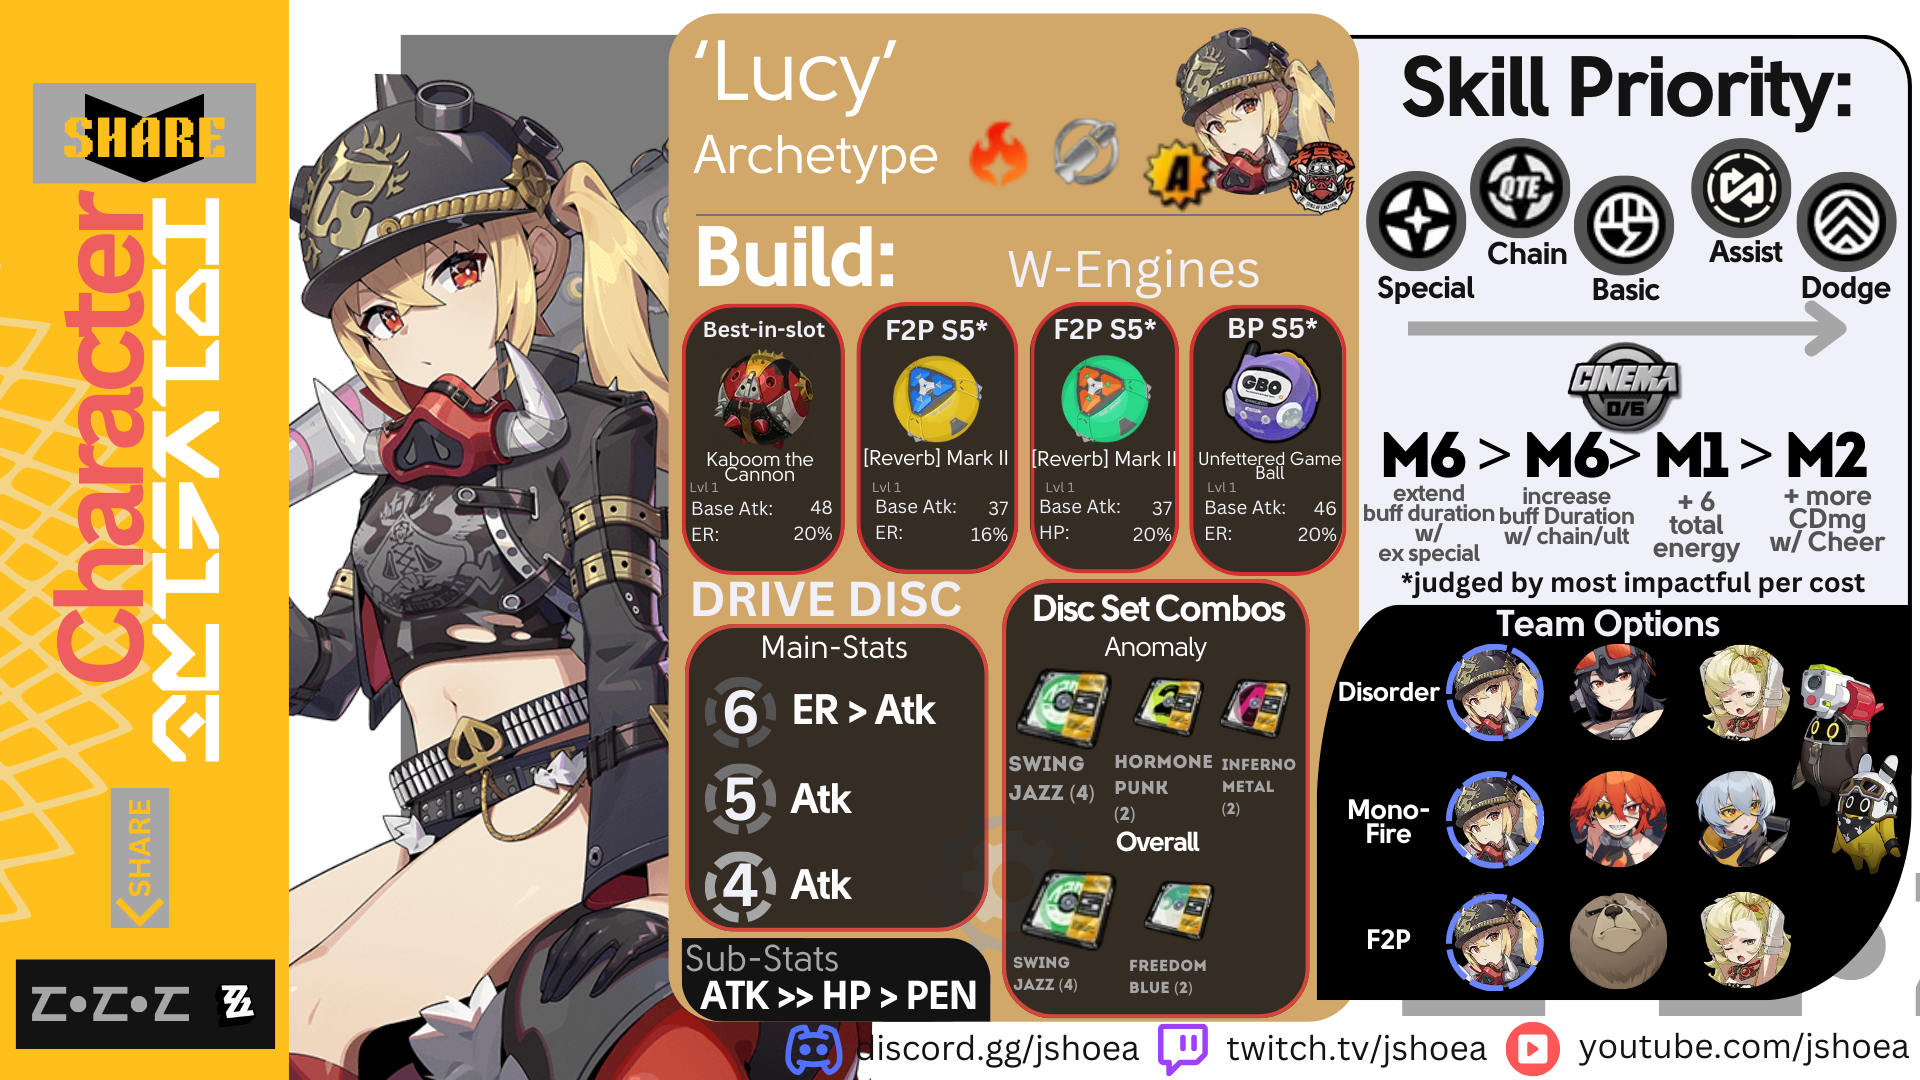 SHARE
Character
SHARE
Z•Z•Z
'Lucy'
Archetype
A
Build:
W-Engines
Best-in-slot
Kaboom the
Cannon
Lvl 1
Base Atk: 48
ER: 20%
F2P S5*
[Reverb] Mark II
Lvl 1
Base Atk: 37
ER: 16%
F2P S5*
[Reverb] Mark II
Lvl 1
Base Atk: 37
HP: 20%
BP S5*
GBO
Unfettered Game
Ball
Lvl 1
Base Atk: 46
ER: 20%
DRIVE DISC
Main-Stats
6 ER > Atk
5 Atk
4 Atk
Sub-Stats
ATK >> HP > PEN
Disc Set Combos
Anomaly
SWING
JAZZ (4)
HORMONE
PUNK
(2)
INFERNO
METAL
(2)
Overall
SWING
JAZZ (4)
FREEDOM
BLUE (2)
Skill Priority:
QTE
Special
Chain
Basic
Assist
Dodge
CINEMA
0/6
M6 > M6> M1 > M2
extend
buff duration
w/
ex special
increase
buff Duration
w/ chain/ult
+ 6
total
energy
+ more
CDmg
w/ Cheer
*judged by most impactful per cost
Team Options
Disorder
Mono-
Fire
F2P
discord.gg/jshoea
twitch.tv/jshoea
youtube.com/jshoea